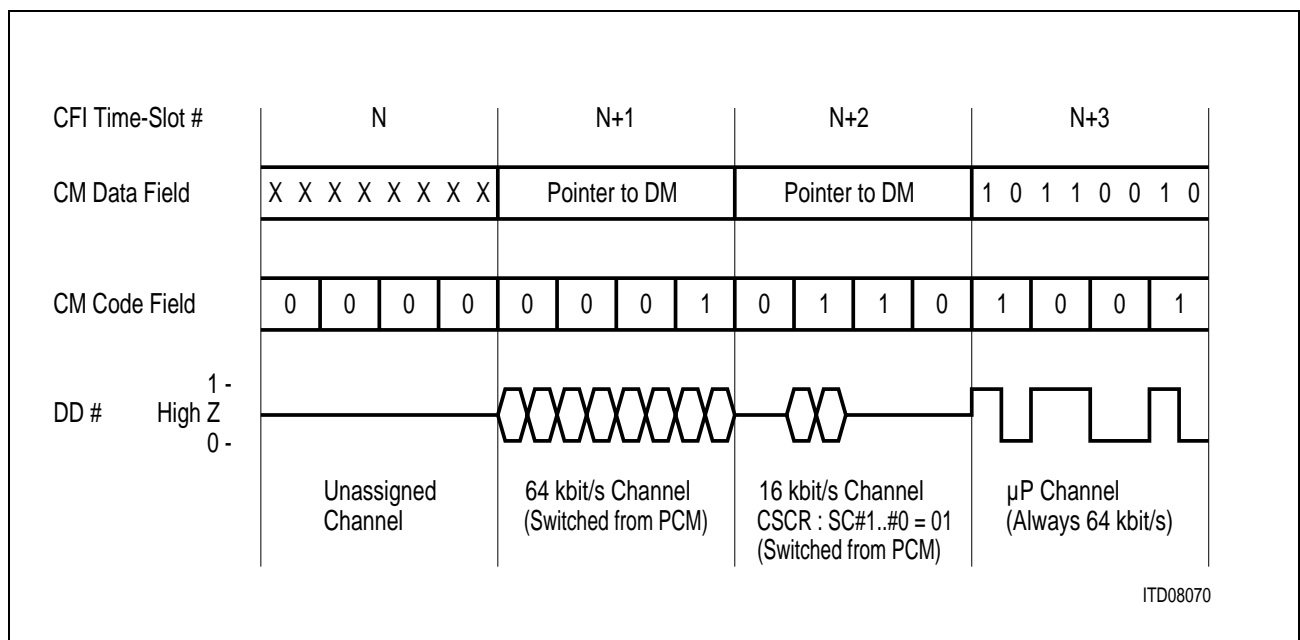 CFI Time-Slot # N N+1 N+2 N+3
CM Data Field X X X X X X X X Pointer to DM Pointer to DM 1 0 1 1 0 0 1 0
CM Code Field 0 0 0 0 0 0 0 1 0 1 1 0 1 0 0 1
1 -
DD # High Z
0 -
Unassigned
Channel
64 kbit/s Channel
(Switched from PCM)
16 kbit/s Channel
CSCR : SC#1..#0 = 01
(Switched from PCM)
µP Channel
(Always 64 kbit/s)
ITD08070